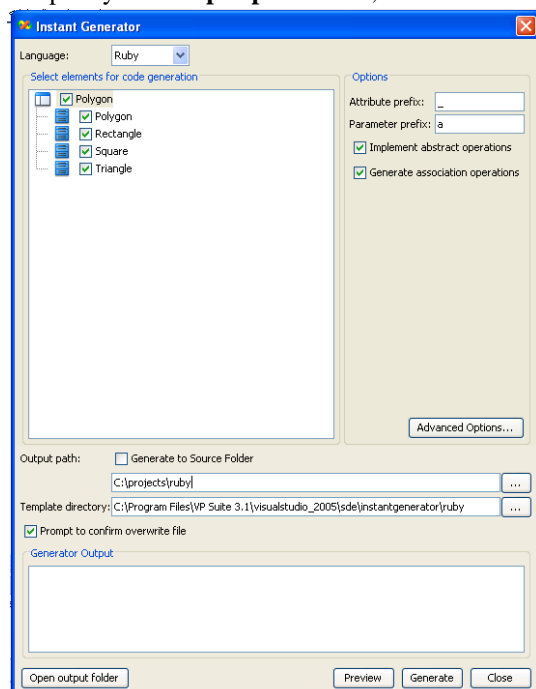 Instant Generator
Language: Ruby
Select elements for code generation
Options
Polygon
Polygon
Rectangle
Square
Triangle
Attribute prefix: _
Parameter prefix: a
Implement abstract operations
Generate association operations
Advanced Options...
Output path: Generate to Source Folder
C:\projects\ruby
...
Template directory: C:\Program Files\VP Suite 3.1\visualstudio_2005\sde\instantgenerator\ruby
...
Prompt to confirm overwrite file
Generator Output
Open output folder Preview Generate Close